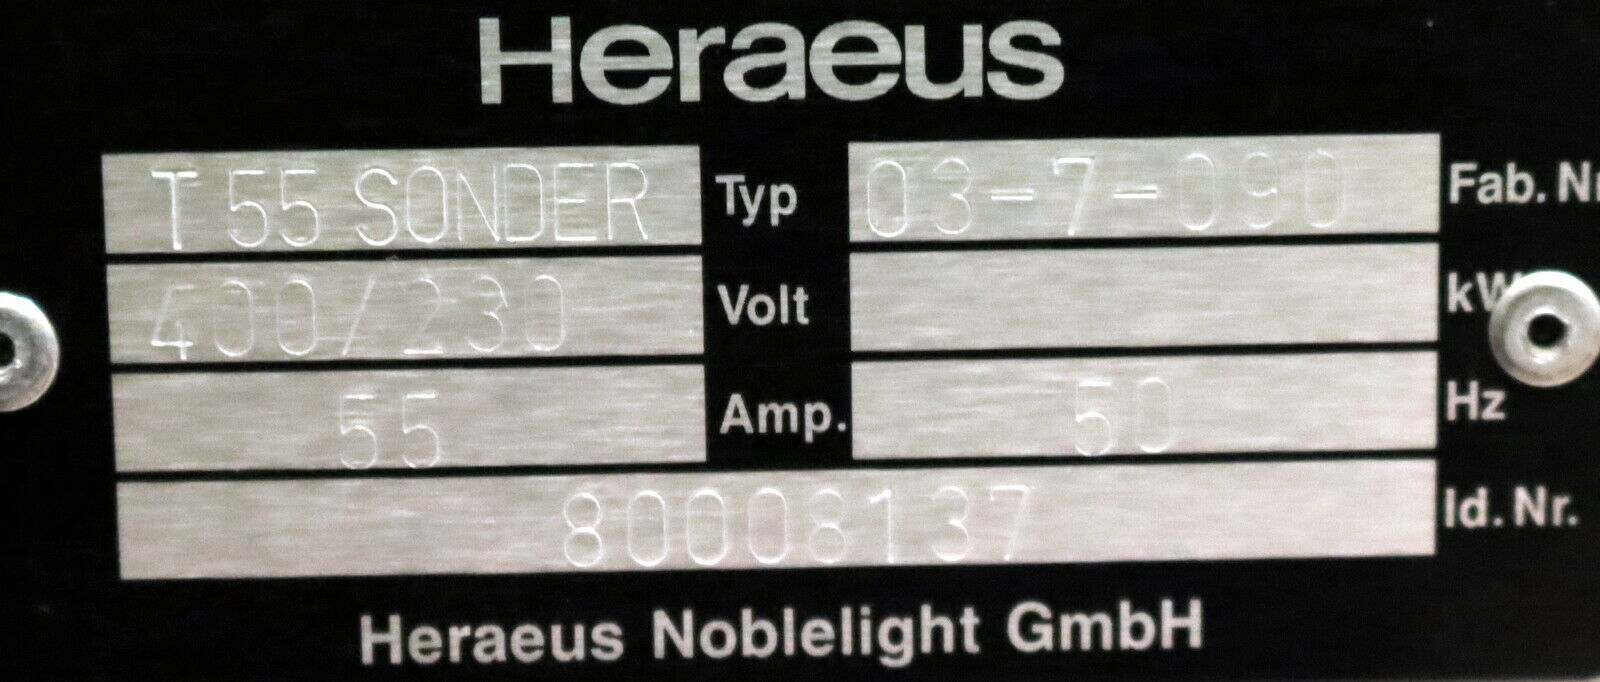 Heraeus
T 55 SONDER Typ 03-7-090 Fab. Nr
400/230 Volt kW
55 Amp. 50 Hz
80008137 Id. Nr.
Heraeus Noblelight GmbH